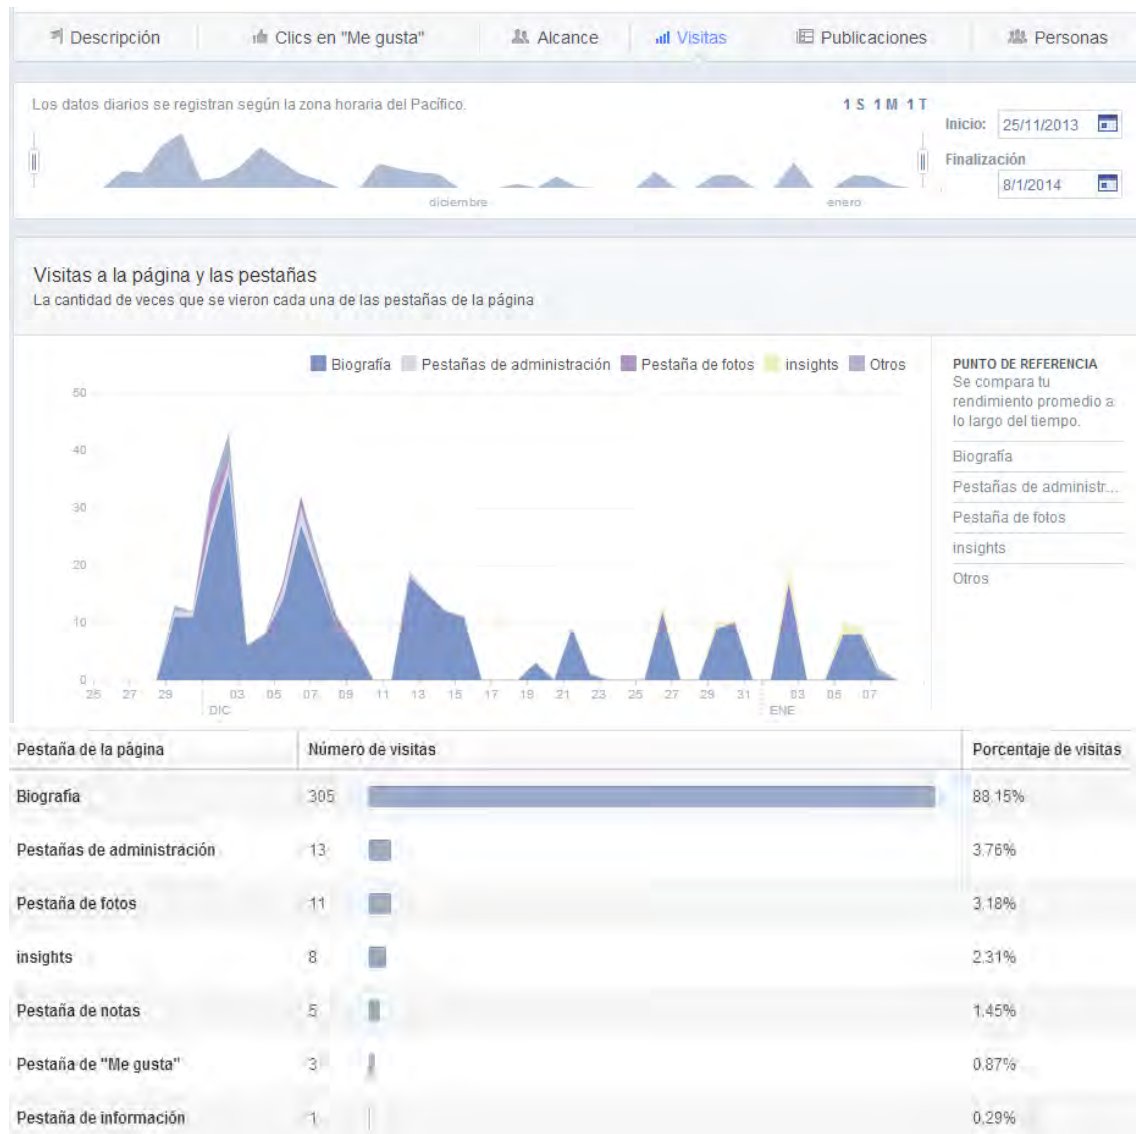 Descripción Clics en "Me gusta" Alcance Visitas Publicaciones Personas
Los datos diarios se registran según la zona horaria del Pacífico.
1 S 1 M 1 T
Inicio: 25/11/2013
Finalización
8/1/2014
diciembre enero
Visitas a la página y las pestañas
La cantidad de veces que se vieron cada una de las pestañas de la página
Biografía Pestañas de administración Pestaña de fotos insights Otros
50
40
30
20
10
0
25 27 29 03 05 07 09 11 13 15 17 19 21 23 25 27 29 31 03 05 07
DIC ENE
PUNTO DE REFERENCIA
Se compara tu
rendimiento promedio a
lo largo del tiempo.
Biografía
Pestañas de administr...
Pestaña de fotos
insights
Otros
Pestaña de la página Número de visitas Porcentaje de visitas
Biografía 305 88.15%
Pestañas de administración 13 3.76%
Pestaña de fotos 11 3.18%
insights 8 2.31%
Pestaña de notas 5 1.45%
Pestaña de "Me gusta" 3 0.87%
Pestaña de información 1 0.29%